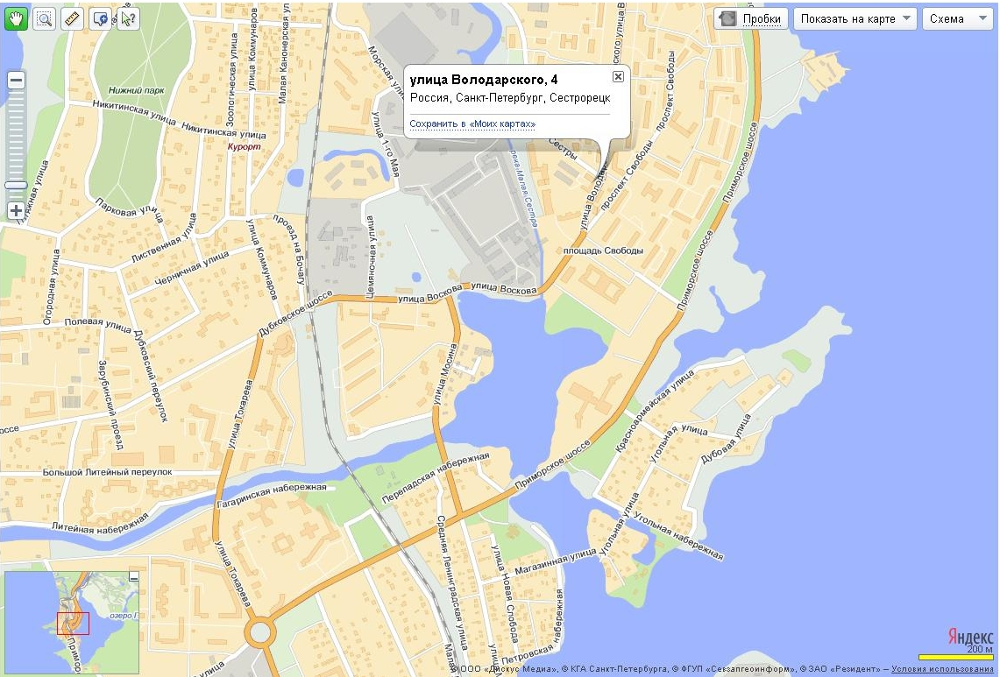 Пробки
Показать на карте
Схема
улица Володарского, 4
Россия, Санкт-Петербург, Сестрорецк
Сохранить в «Моих картах»
Нижний парк
Никитинская улица
Никитинская улица
Зоологическая улица
улица Коммунаров
Малая Канонерская
Курорт
Морская
улица 1-го Мая
река Малая Сестра
Сестры
улица Володарского
проспект Свободы
проспект Свободы
Приморское шоссе
Парковая улица
Лиственная улица
Черничная улица
улица Коммунаров
проезд на Бочагу
Огородная улица
Цемяночная улица
площадь Свободы
Приморское шоссе
улица Воскова
улица Воскова
Дубковское шоссе
Полевая улица
Дубковский переулок
Зарубинский проезд
улица Токарева
улица Мосина
Красноармейская улица
Угольная улица
Дубовая улица
Большой Литейный переулок
Гагаринская набережная
Перепадская набережная
Приморское шоссе
Литейная набережная
Угольная улица
Угольная набережная
улица Токарева
Средняя Ленинградская улица
улица Новая Слобода
Магазинная улица
Петровская набережная
озеро
Яндекс
200 м
© ООО «Дискус Медиа», © КГА Санкт-Петербурга, © ФГУП «Севзапгеоинформ», © ЗАО «Резидент» – Условия использования